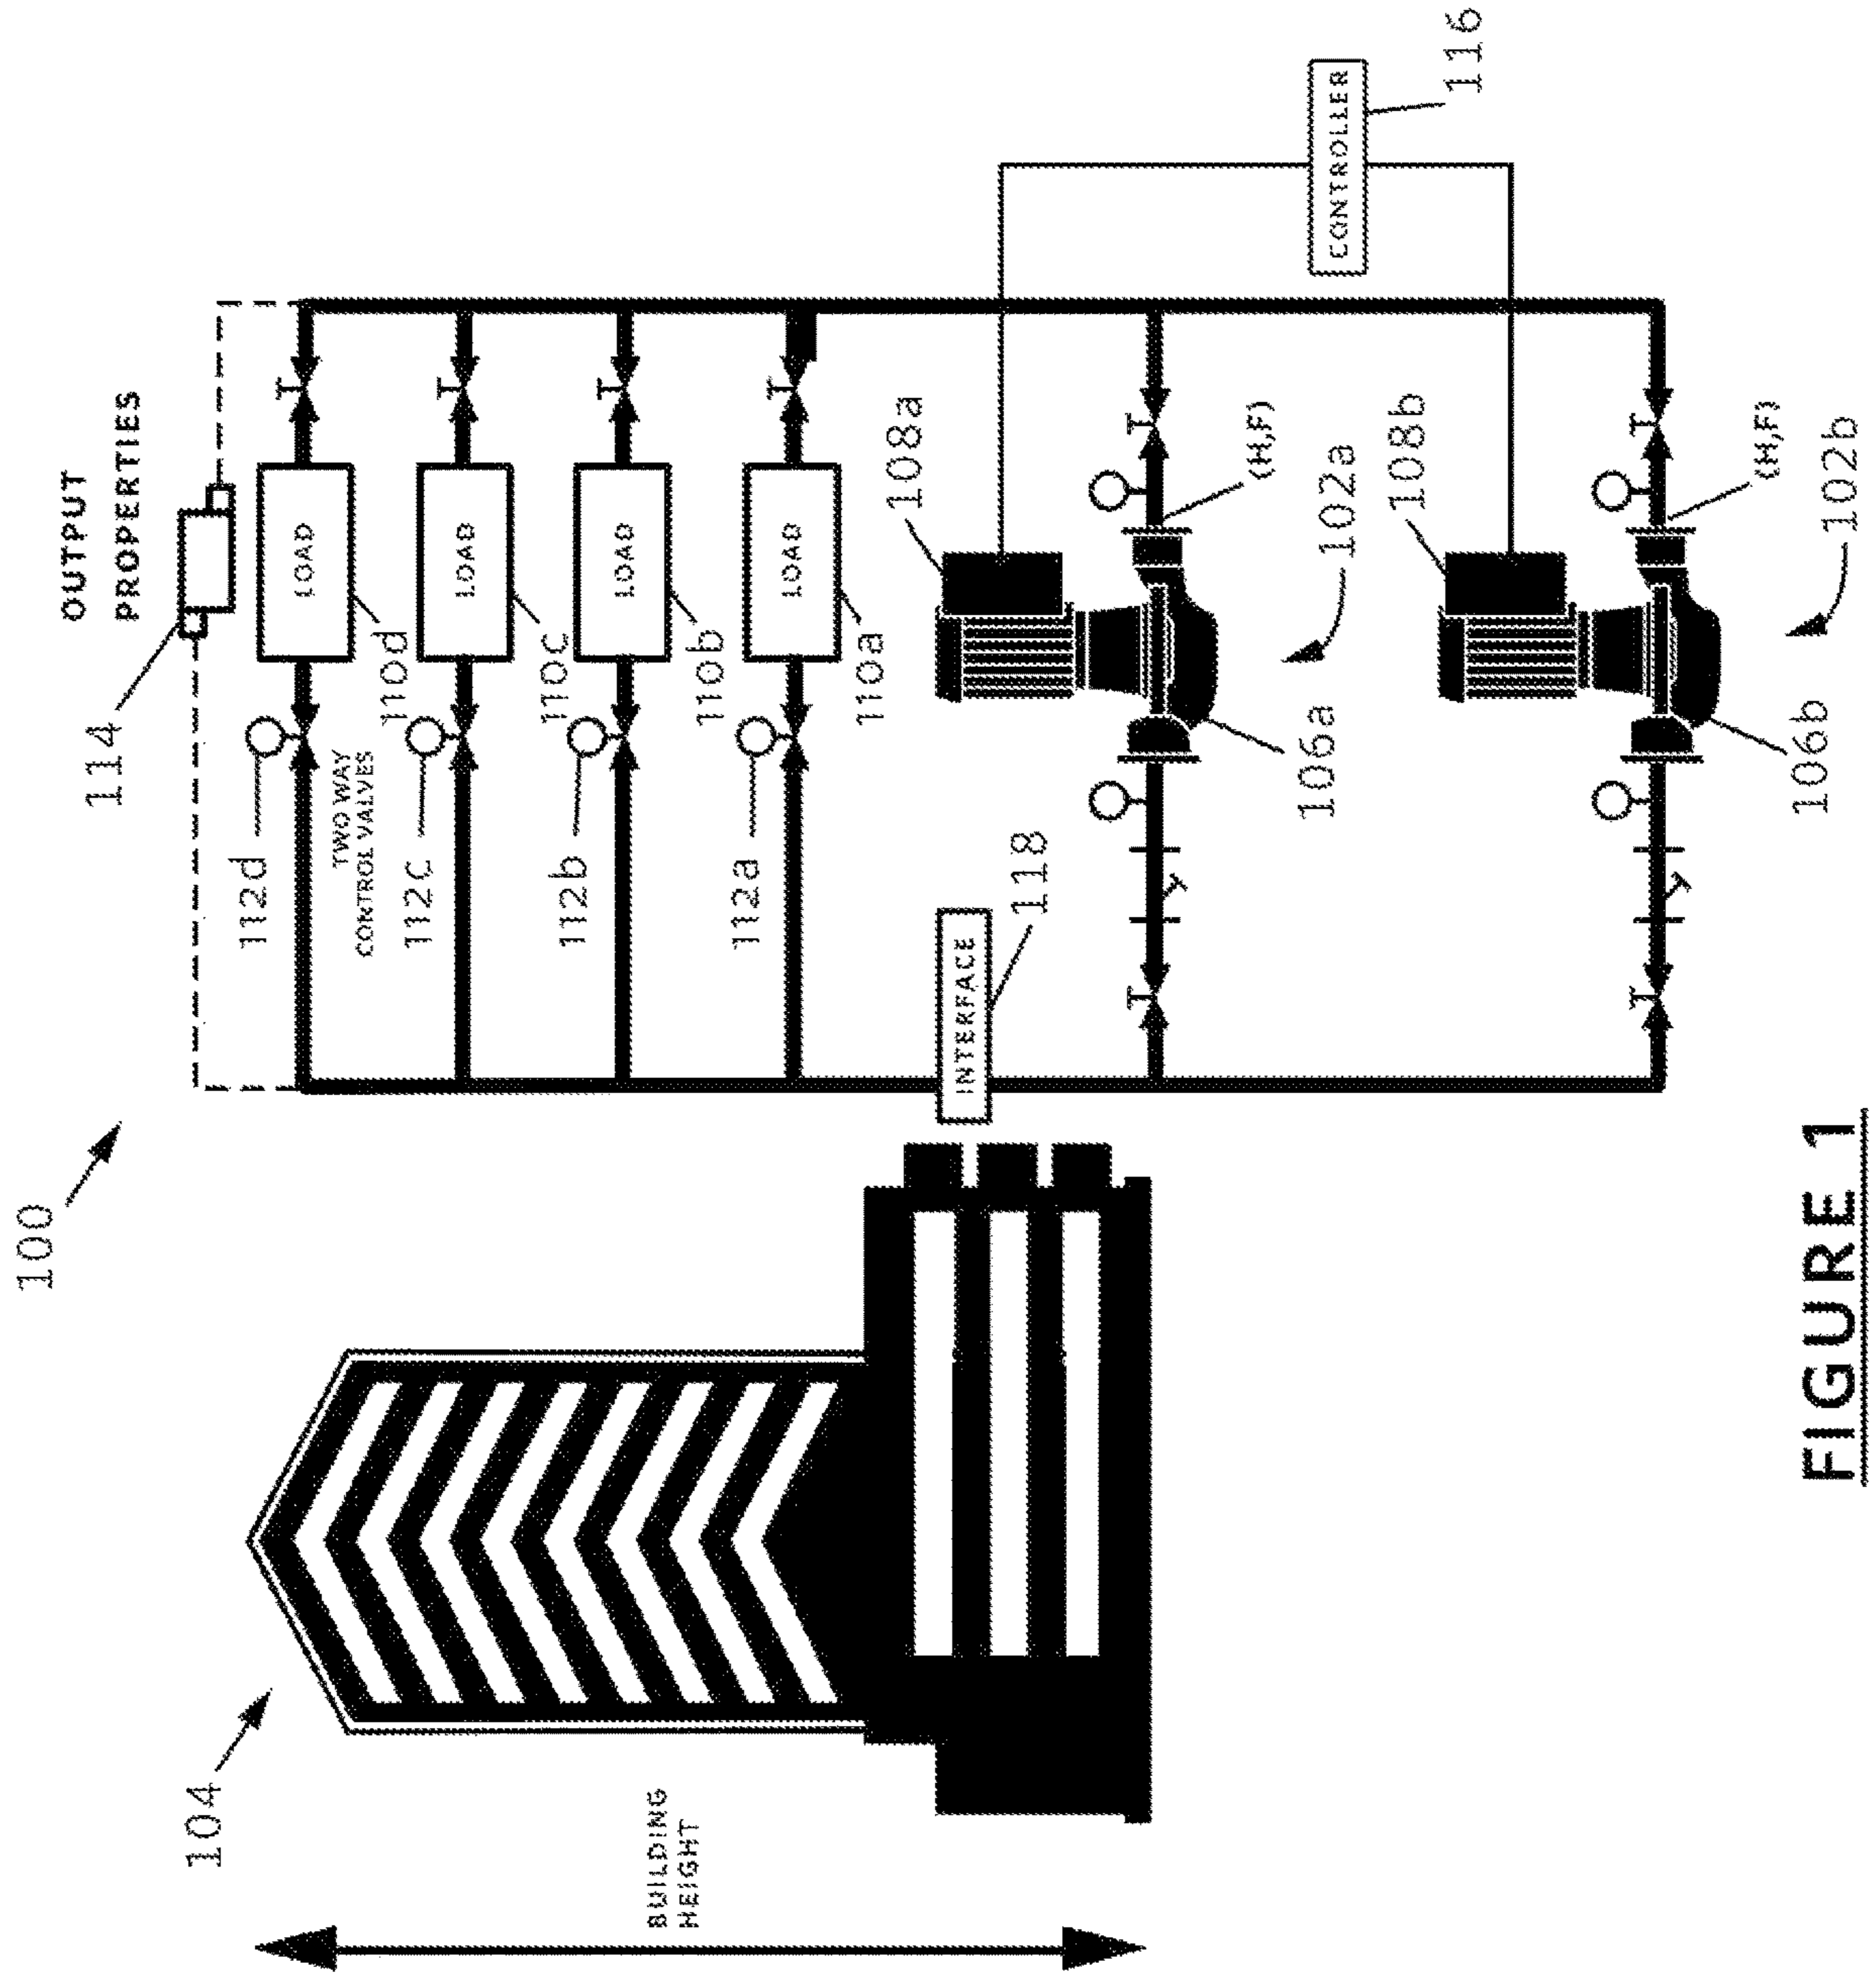 100
104
BUILDING
HEIGHT
OUTPUT
PROPERTIES
114
112d
TWO WAY
CONTROL VALVES
112c
112b
112a
LOAD
LOAD
LOAD
LOAD
110d
110c
110b
110a
INTERFACE
118
108a
(H,F)
102a
106a
108b
(H,F)
102b
106b
CONTROLLER
116
FIGURE 1